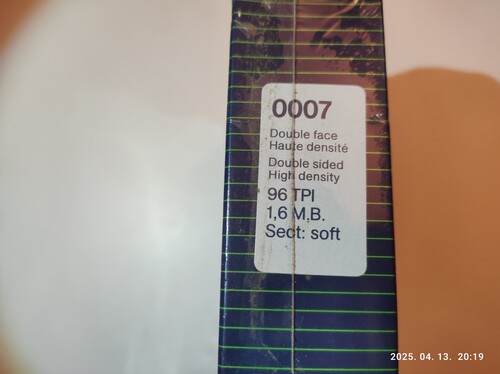 0007
Double face
Haute densité
Double sided
High density
96 TPI
1,6 M.B.
Sect: soft
2025. 04. 13. 20:19